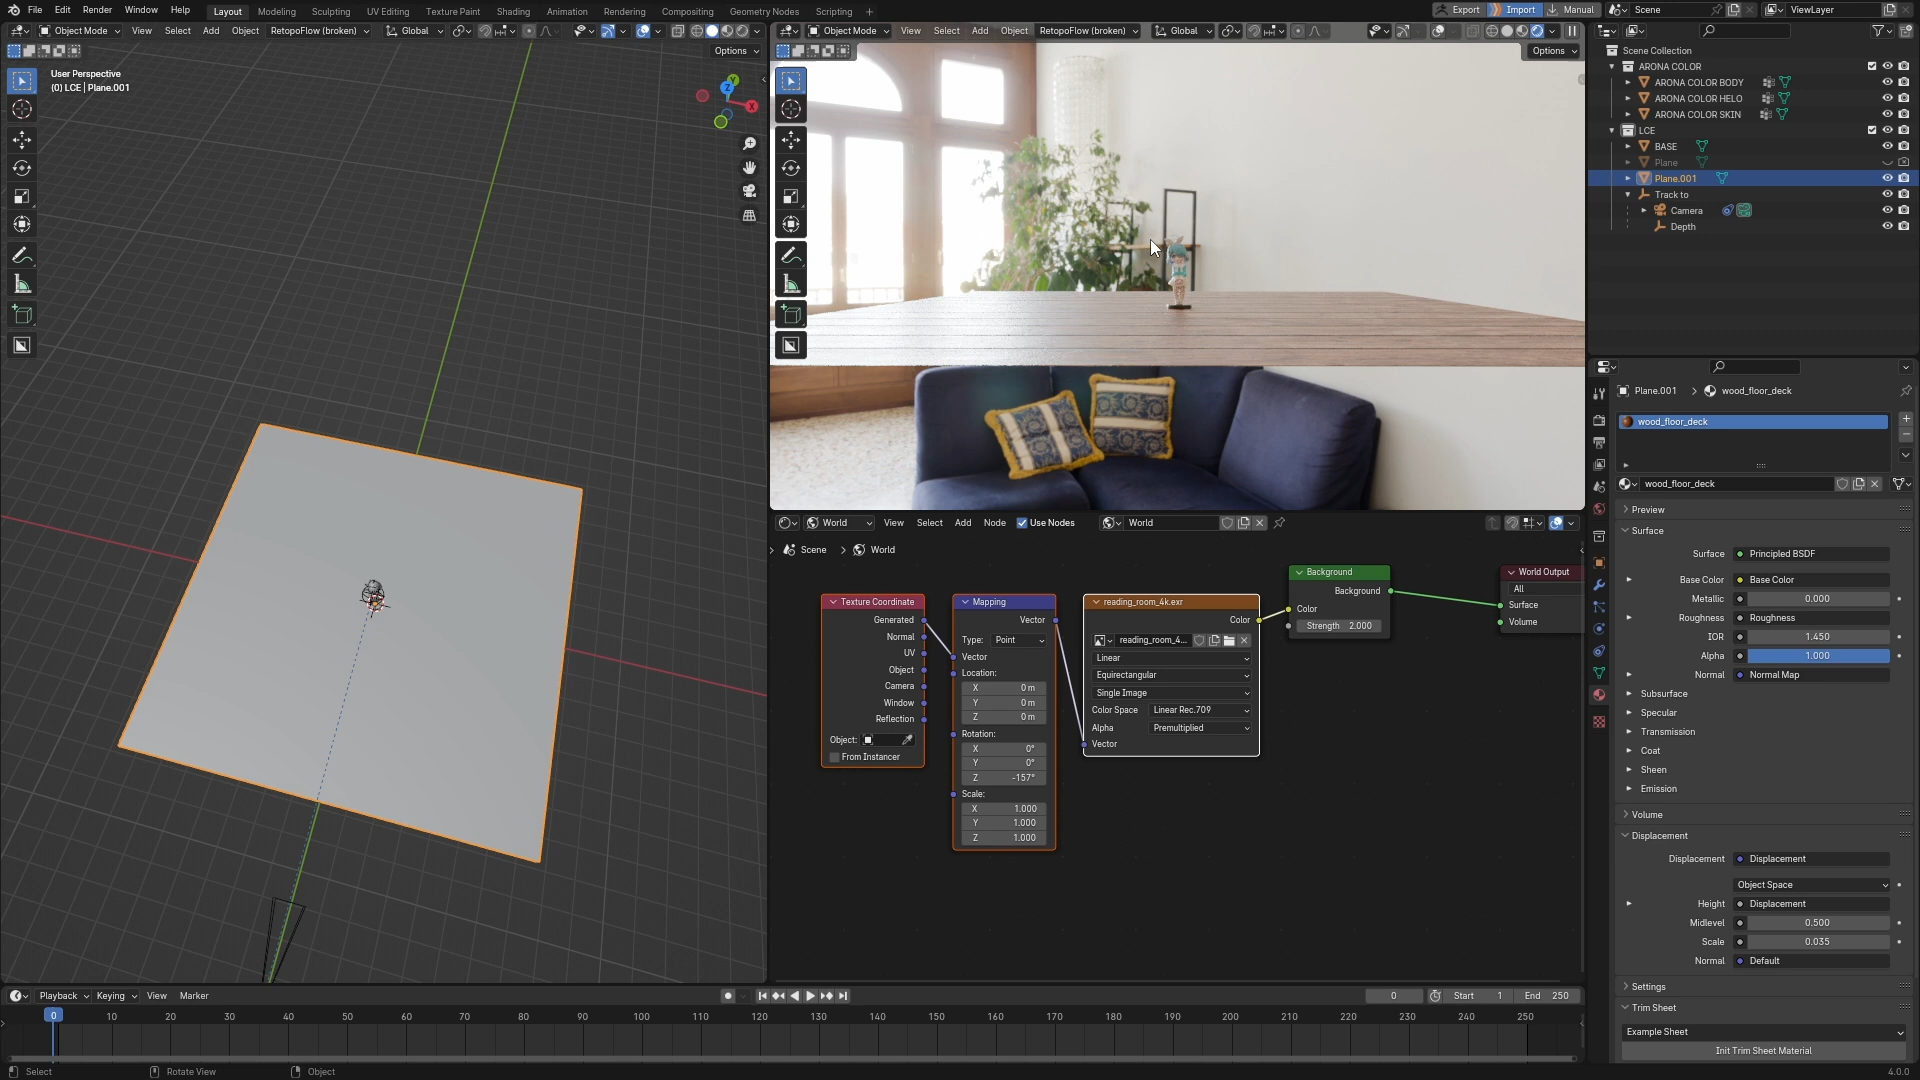 File Edit Render Window Help Layout Modeling Sculpting UV Editing Texture Paint Shading Animation Rendering Compositing Geometry Nodes Scripting + Export Import Manual Scene ViewLayer
Object Mode View Select Add Object RetopoFlow (broken) Global
Options
User Perspective
(0) LCE | Plane.001
Z
X
Object Mode View Select Add Object RetopoFlow (broken) Global
Options
Scene Collection
ARONA COLOR
ARONA COLOR BODY
ARONA COLOR HELO
ARONA COLOR SKIN
LCE
BASE
Plane
Plane.001
Track to
Camera
Depth
Plane.001 > wood_floor_deck
wood_floor_deck
wood_floor_deck
Preview
Surface
Surface Principled BSDF
Base Color Base Color
Metallic 0.000
Roughness Roughness
IOR 1.450
Alpha 1.000
Normal Normal Map
Subsurface
Specular
Transmission
Coat
Sheen
Emission
Volume
Displacement
Displacement Displacement
Object Space
Height Displacement
Midlevel 0.500
Scale 0.035
Normal Default
Settings
Trim Sheet
Example Sheet
Init Trim Sheet Material
World View Select Add Node Use Nodes World
Scene > World
Texture Coordinate
Generated
Normal
UV
Object
Camera
Window
Reflection
Object:
From Instancer
Mapping
Vector
Type: Point
Vector
Location:
X 0 m
Y 0 m
Z 0 m
Rotation:
X 0°
Y 0°
Z -157°
Scale:
X 1.000
Y 1.000
Z 1.000
reading_room_4k.exr
Color
reading_room_4...
Linear
Equirectangular
Single Image
Color Space Linear Rec.709
Alpha Premultiplied
Vector
Background
Background
Color
Strength 2.000
World Output
All
Surface
Volume
Playback Keying View Marker 0 Start 1 End 250
0 10 20 30 40 50 60 70 80 90 100 110 120 130 140 150 160 170 180 190 200 210 220 230 240 250
Select Rotate View Object 4.0.0